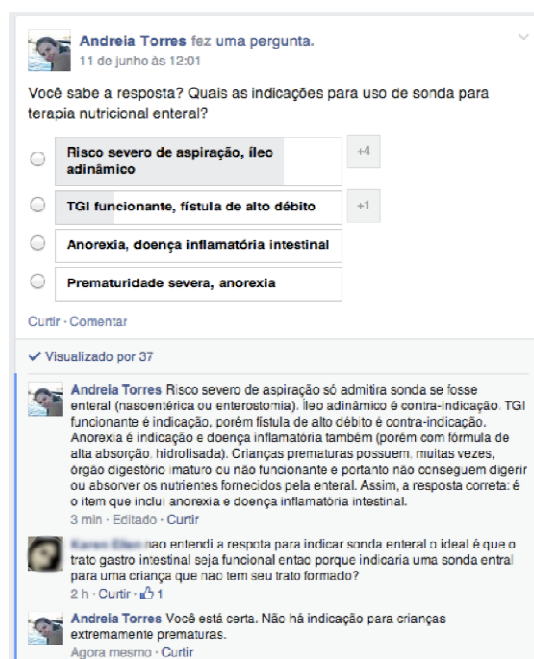 Andreia Torres fez uma pergunta.
11 de junho às 12:01
Você sabe a resposta? Quais as indicações para uso de sonda para
terapia nutricional enteral?
Risco severo de aspiração, íleo
adinâmico
+4
TGI funcionante, fístula de alto débito
+1
Anorexia, doença inflamatória intestinal
Prematuridade severa, anorexia
Curtir · Comentar
✓ Visualizado por 37
Andreia Torres Risco severo de aspiração só admitira sonda se fosse
enteral (nasoentérica ou enterostomia). Íleo adinâmico é contra-indicação. TGI
funcionante é indicação, porém fístula de alto débito é contra-indicação.
Anorexia é indicação e doença inflamatória também (porém com fórmula de
alta absorção, hidrolisada). Crianças prematuras possuem, muitas vezes,
órgão digestório imaturo ou não funcionante e portanto não conseguem digerir
ou absorver os nutrientes fornecidos pela enteral. Assim, a resposta correta: é
o item que inclui anorexia e doença inflamatória intestinal.
3 min · Editado · Curtir
nao entendi a respota para indicar sonda enteral o ideal é que o
trato gastro intestinal seja funcional entao porque indicaria uma sonda entral
para uma criança que nao tem seu trato formado?
2 h · Curtir · 1
Andreia Torres Você está certa. Não há indicação para crianças
extremamente prematuras.
Agora mesmo · Curtir